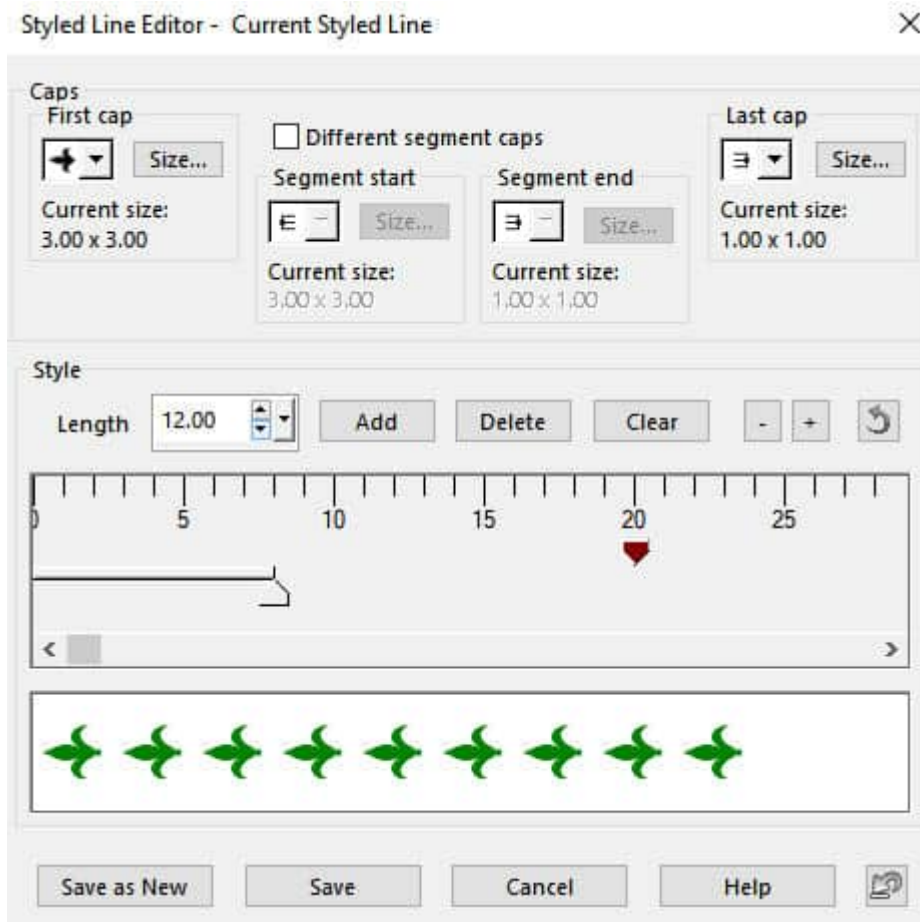 Styled Line Editor - Current Styled Line
Caps
First cap
Size...
Current size:
3.00 x 3.00
Different segment caps
Segment start
Size...
Current size:
3.00 x 3.00
Segment end
Size...
Current size:
1.00 x 1.00
Last cap
Size...
Current size:
1.00 x 1.00
Style
Length 12.00 Add Delete Clear - +
0 5 10 15 20 25
Save as New Save Cancel Help